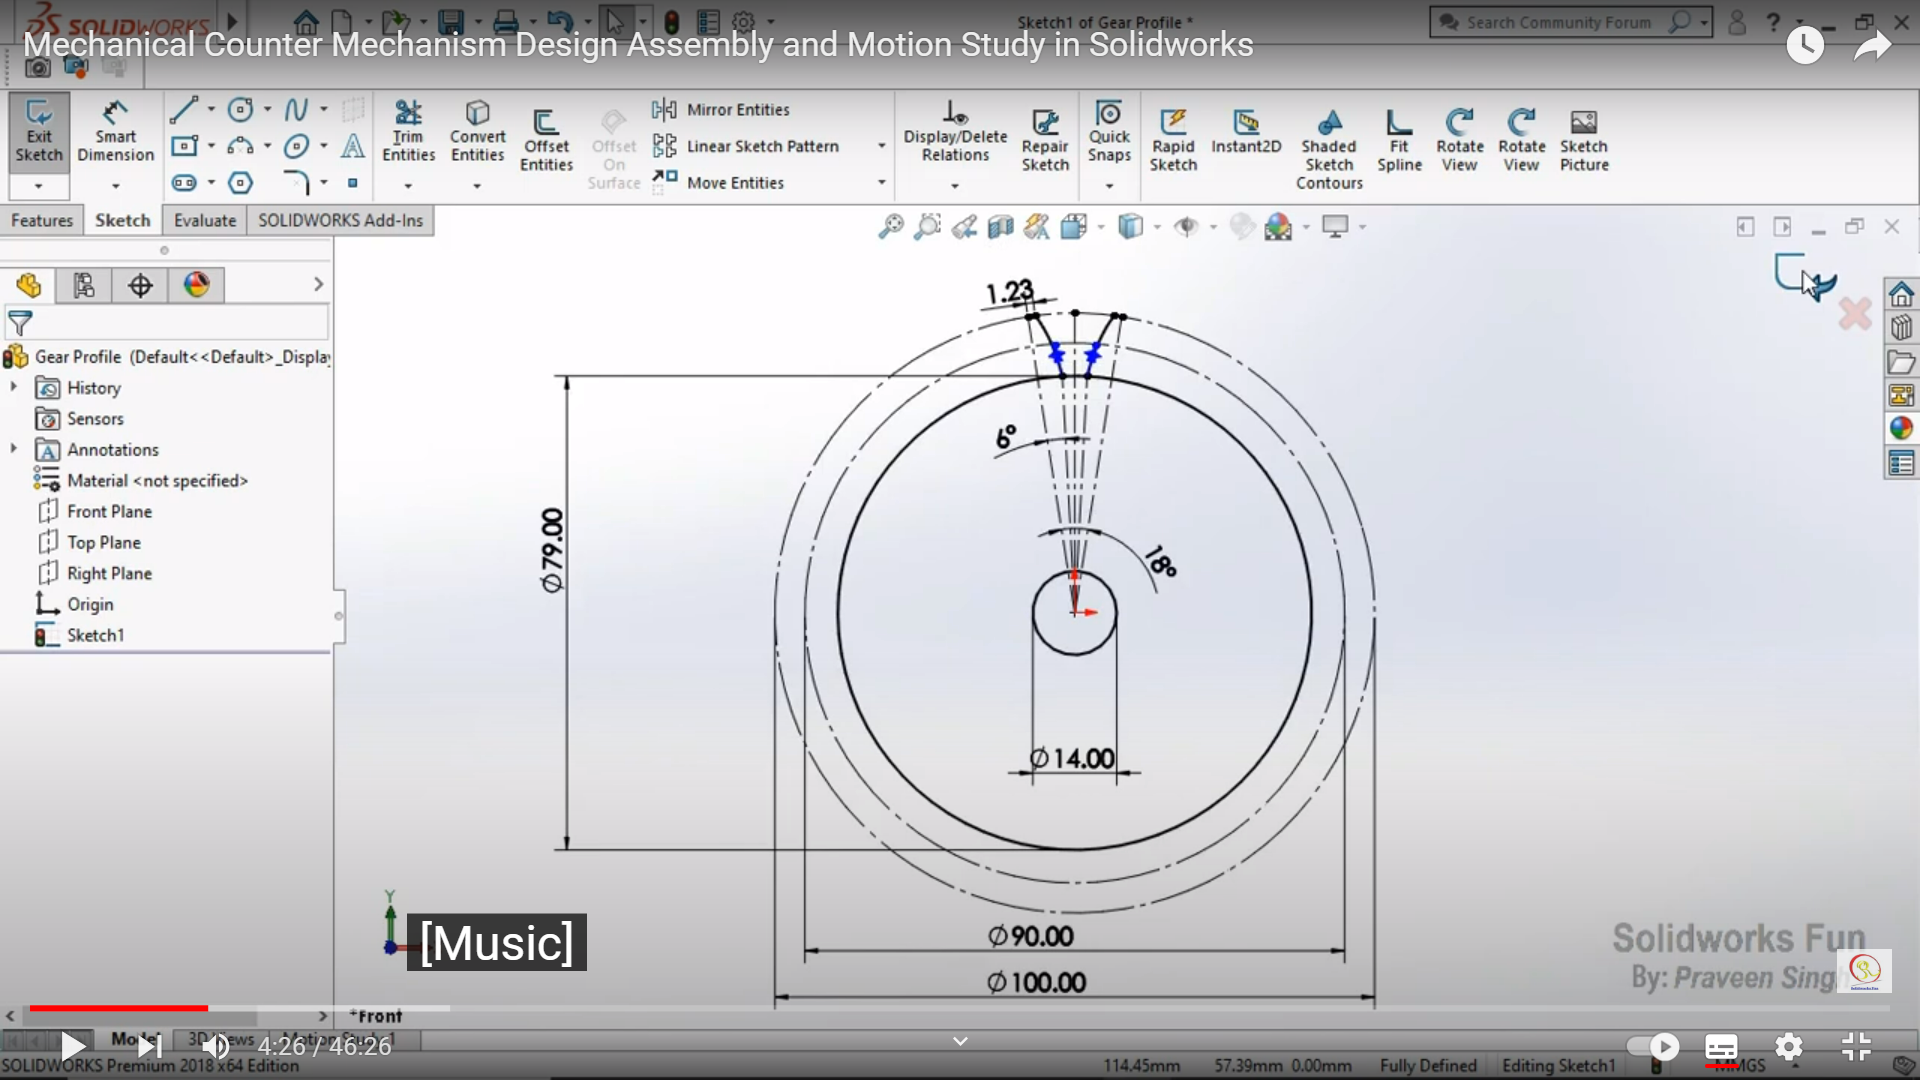 SOLIDWORKS
Sketch1 of Gear Profile *
Search Community Forum
?
Mechanical Counter Mechanism Design Assembly and Motion Study in Solidworks
Exit Sketch
Smart Dimension
Trim Entities
Convert Entities
Offset Entities
Offset On Surface
Mirror Entities
Linear Sketch Pattern
Move Entities
Display/Delete Relations
Repair Sketch
Quick Snaps
Rapid Sketch
Instant2D
Shaded Sketch Contours
Fit Spline
Rotate View
Rotate View
Sketch Picture
Features
Sketch
Evaluate
SOLIDWORKS Add-Ins
Gear Profile (Default<<Default>_Display
History
Sensors
Annotations
Material <not specified>
Front Plane
Top Plane
Right Plane
Origin
Sketch1
1.23
6°
18°
∅79.00
∅14.00
∅90.00
∅100.00
Y
[Music]
Solidworks Fun
By: Praveen Singh
*Front
Model
3D Views
Motion Study 1
4:26 / 46:26
SOLIDWORKS Premium 2018 x64 Edition
114.45mm
57.39mm 0.00mm
Fully Defined
Editing Sketch1
MMGS